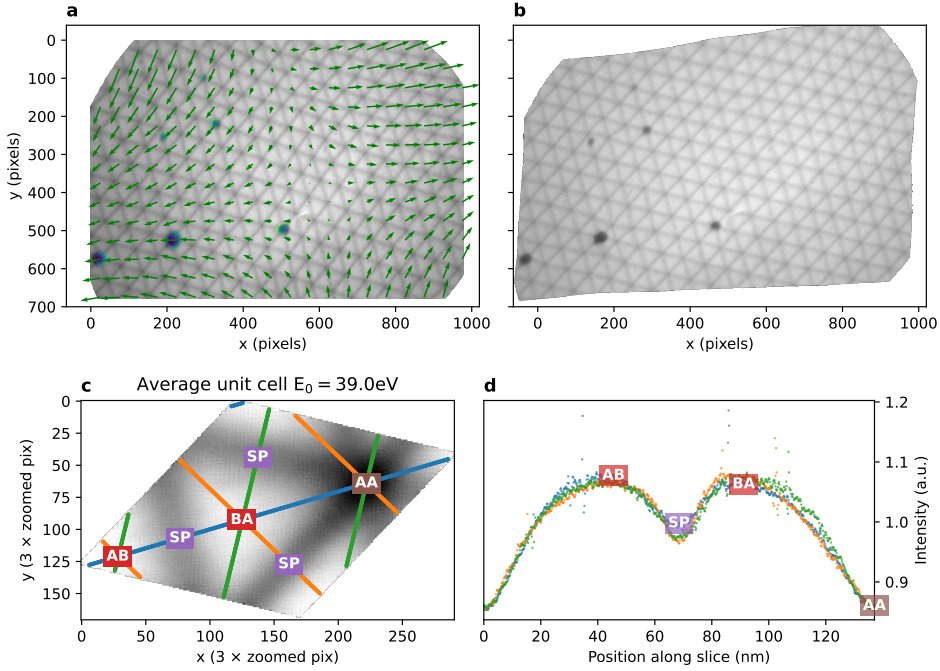 a
0
100
200
300
400
500
600
700
y (pixels)
0 200 400 600 800 1000
x (pixels)
b
0 200 400 600 800 1000
x (pixels)
c
Average unit cell E₀ = 39.0eV
0
25
50
75
100
125
150
y (3 × zoomed pix)
SP
AA
BA
SP
AB
SP
0 50 100 150 200 250
x (3 × zoomed pix)
d
AB
BA
SP
AA
1.2
1.1
1.0
0.9
Intensity (a.u.)
0 20 40 60 80 100 120
Position along slice (nm)